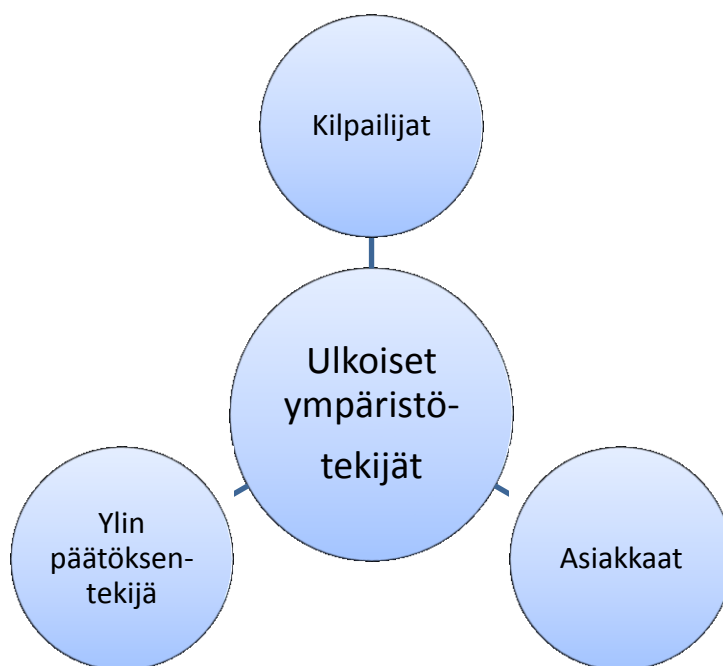 Kilpailijat
Ulkoiset
ympäristö-
tekijät
Ylin
päätöksen-
tekijä
Asiakkaat